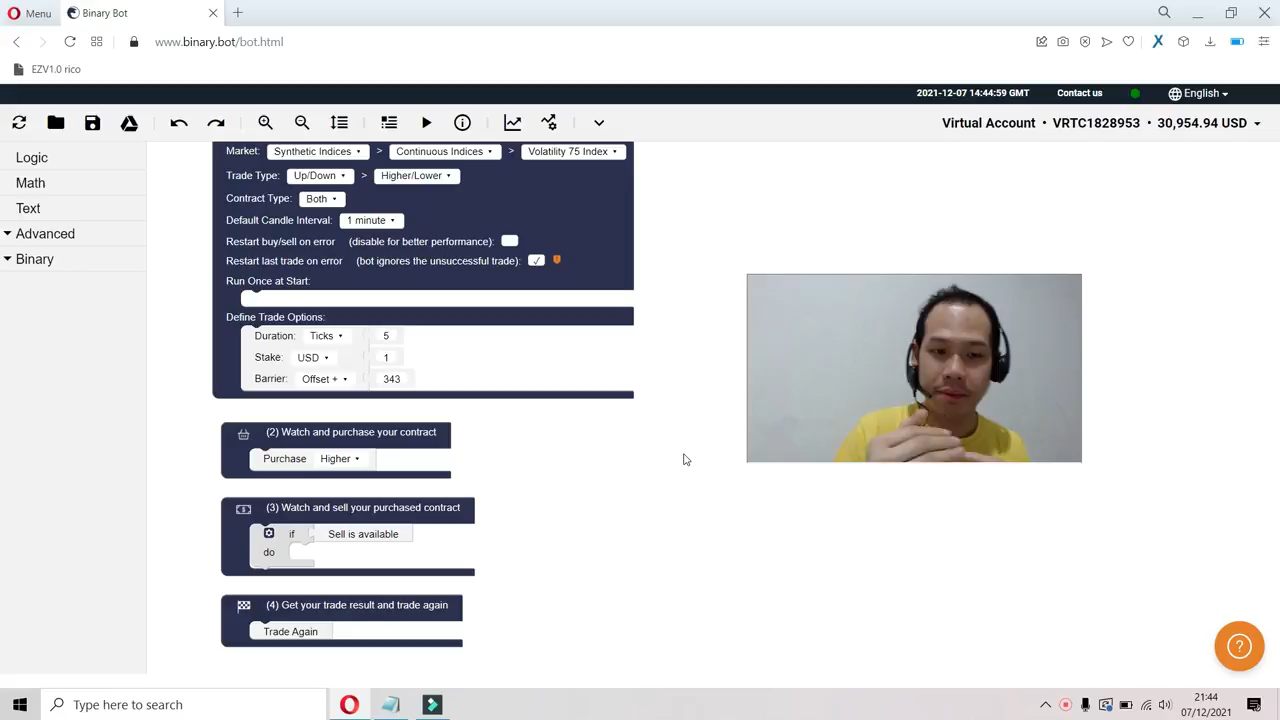 Menu
Binary Bot
www.binary.bot/bot.html
EZV1.0 rico
2021-12-07 14:44:59 GMT
Contact us
English
Virtual Account • VRTC1828953 • 30,954.94 USD
Logic
Math
Text
Advanced
Binary
Market: Synthetic Indices > Continuous Indices > Volatility 75 Index
Trade Type: Up/Down > Higher/Lower
Contract Type: Both
Default Candle Interval: 1 minute
Restart buy/sell on error (disable for better performance):
Restart last trade on error (bot ignores the unsuccessful trade): ✓
Run Once at Start:
Define Trade Options:
Duration: Ticks 5
Stake: USD 1
Barrier: Offset + 343
(2) Watch and purchase your contract
Purchase Higher
(3) Watch and sell your purchased contract
if Sell is available
do
(4) Get your trade result and trade again
Trade Again
?
Type here to search
21:44
07/12/2021